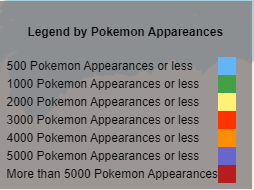 Legend by Pokemon Appareances
500 Pokemon Appearances or less
1000 Pokemon Appearances or less
2000 Pokemon Appearances or less
3000 Pokemon Appearances or less
4000 Pokemon Appearances or less
5000 Pokemon Appearances or less
More than 5000 Pokemon Appearances